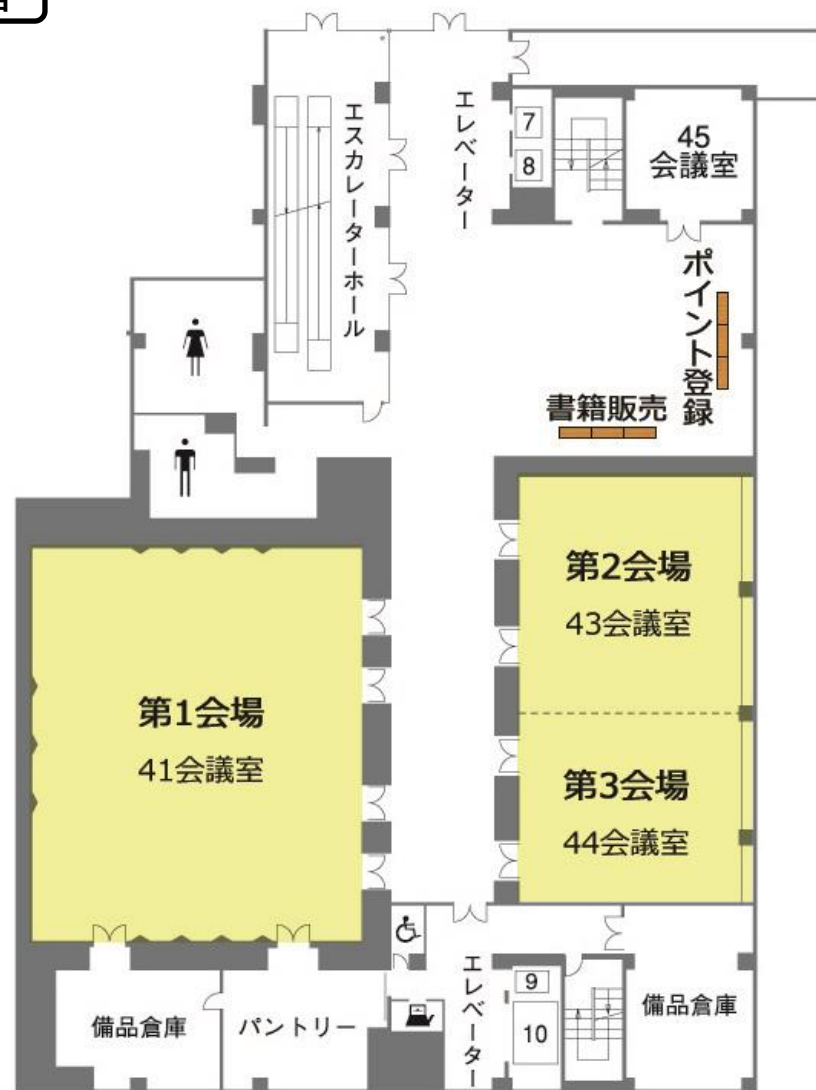 エスカレーターホール
エレベーター
7
8
45
会議室
ポイント登録
書籍販売
第2会場
43会議室
第1会場
41会議室
第3会場
44会議室
備品倉庫
パントリー
エレベーター
9
10
備品倉庫